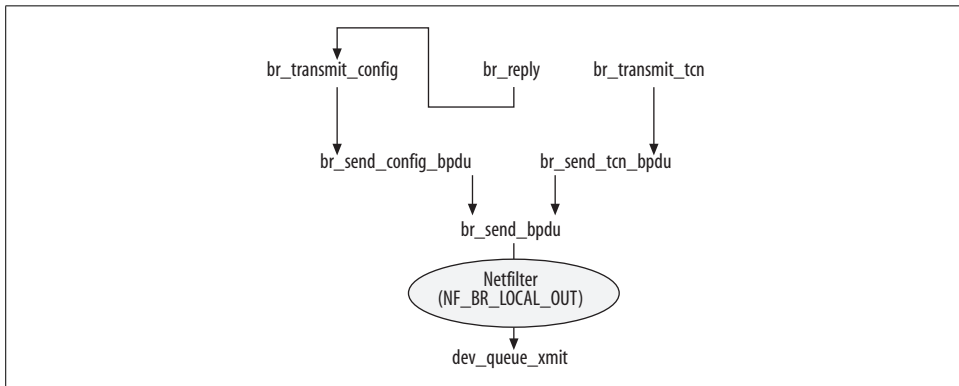 br_transmit_config
br_reply
br_transmit_tcn
br_send_config_bpdu
br_send_tcn_bpdu
br_send_bpdu
Netfilter
(NF_BR_LOCAL_OUT)
dev_queue_xmit